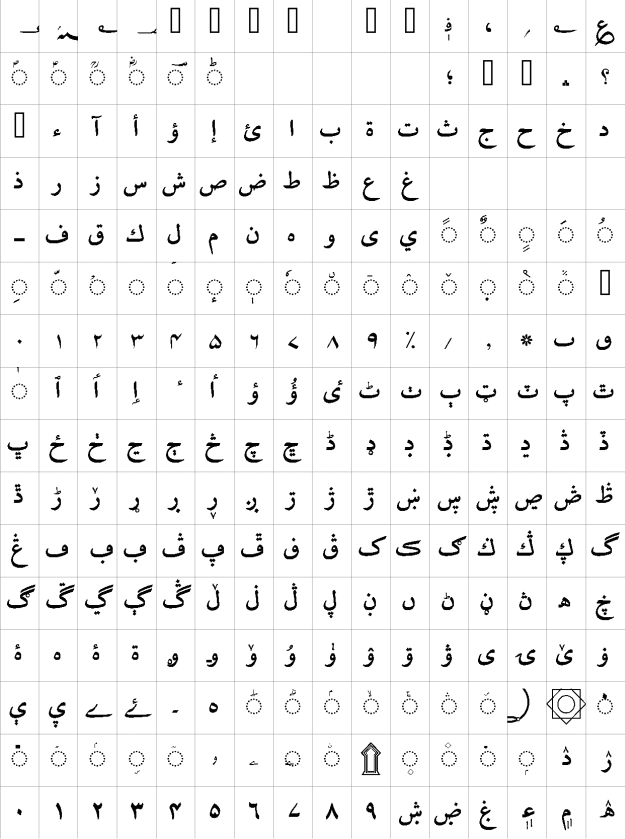 ؀ ؁ ؂ ؃ ؋ ، ؍ ؎ ؏
◌ؐ ◌ؑ ◌ؒ ◌ؓ ◌ؔ ◌ؕ ؛ ؞ ؟
ء آ أ ؤ إ ئ ا ب ة ت ث ج ح خ د
ذ ر ز س ش ص ض ط ظ ع غ
ـ ف ق ك ل م ن ه و ى ي ◌ً ◌ٌ ◌ٍ ◌َ ◌ُ
◌ِ ◌ّ ◌ْ ◌ٓ ◌ٔ ◌ٕ ◌ٖ ◌ٗ ◌٘ ◌ٙ ◌ٚ ◌ٛ ◌ٜ ◌ٝ ◌ٞ
٠ ١ ٢ ٣ ٤ ٥ ٦ ٧ ٨ ٩ ٪ ٫ ٬ ٭ ٮ ٯ
◌ٰ ٱ ٲ ٳ ٴ ٵ ٶ ٷ ٸ ٹ ٺ ٻ ټ ٽ پ ٿ
ڀ ځ ڂ ڃ ڄ څ چ ڇ ڈ ډ ڊ ڋ ڌ ڍ ڎ ڏ
ڐ ڑ ڒ ړ ڔ ڕ ږ ڗ ژ ڙ ښ ڛ ڜ ڝ ڞ ڟ
ڠ ڡ ڢ ڣ ڤ ڥ ڦ ڧ ڨ ک ڪ ګ ڬ ڭ ڮ گ
ڰ ڱ ڲ ڳ ڴ ڵ ڶ ڷ ڸ ڹ ں ڻ ڼ ڽ ھ ڿ
ۀ ہ ۂ ۃ ۄ ۅ ۆ ۇ ۈ ۉ ۊ ۋ ی ۍ ێ ۏ
ې ۑ ے ۓ ۔ ە ◌ۖ ◌ۗ ◌ۘ ◌ۙ ◌ۚ ◌ۛ ◌ۜ ۝ ۞ ◌۟
◌۠ ◌ۡ ◌ۢ ◌ۣ ◌ۤ ۥ ۦ ◌ۧ ◌ۨ ۩ ◌۪ ◌۫ ◌۬ ◌ۭ ۮ ۯ
۰ ۱ ۲ ۳ ۴ ۵ ۶ ۷ ۸ ۹ ۺ ۻ ۼ ۽ ۾ ۿ